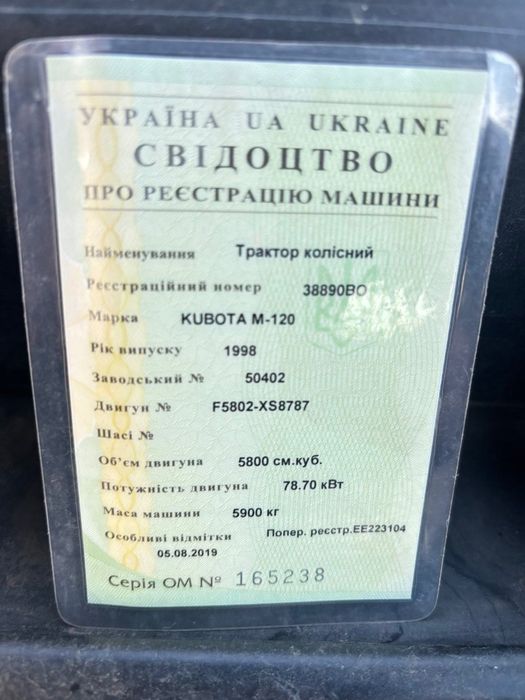 УКРАЇНА UA UKRAINE
СВІДОЦТВО
ПРО РЕЄСТРАЦІЮ МАШИНИ
Найменування Трактор колісний
Реєстраційний номер 38890ВО
Марка KUBOTA M-120
Рік випуску 1998
Заводський № 50402
Двигун № F5802-XS8787
Шасі №
Об'єм двигуна 5800 см.куб.
Потужність двигуна 78.70 кВт
Маса машини 5900 кг
Особливі відмітки Попер. реєстр.ЕЕ223104
05.08.2019
Серія ОМ № 165238